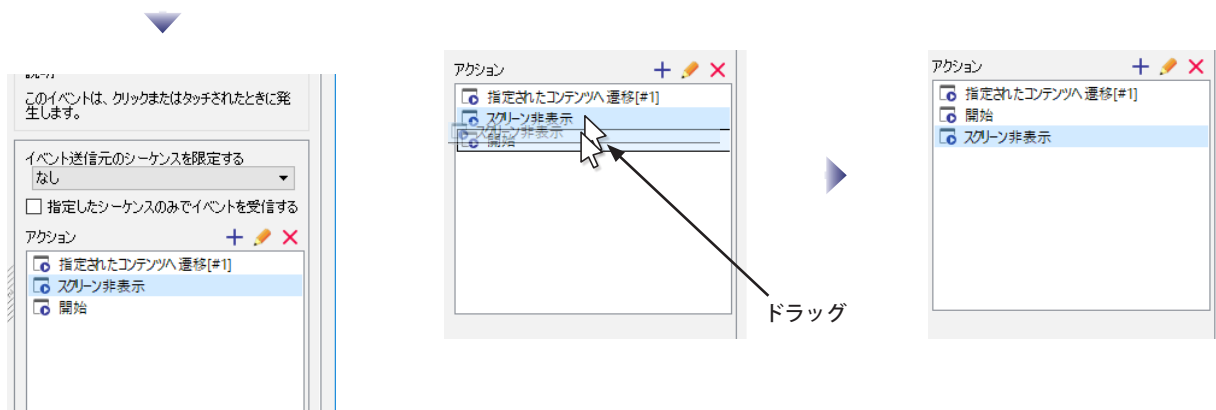 このイベントは、クリックまたはタッチされたときに発
生します。
イベント送信元のシーケンスを限定する
なし
指定したシーケンスのみでイベントを受信する
アクション
指定されたコンテンツへ遷移[#1]
スクリーン非表示
開始
アクション
指定されたコンテンツへ遷移[#1]
スクリーン非表示
スクリーン非表示
開始
ドラッグ
アクション
指定されたコンテンツへ遷移[#1]
開始
スクリーン非表示